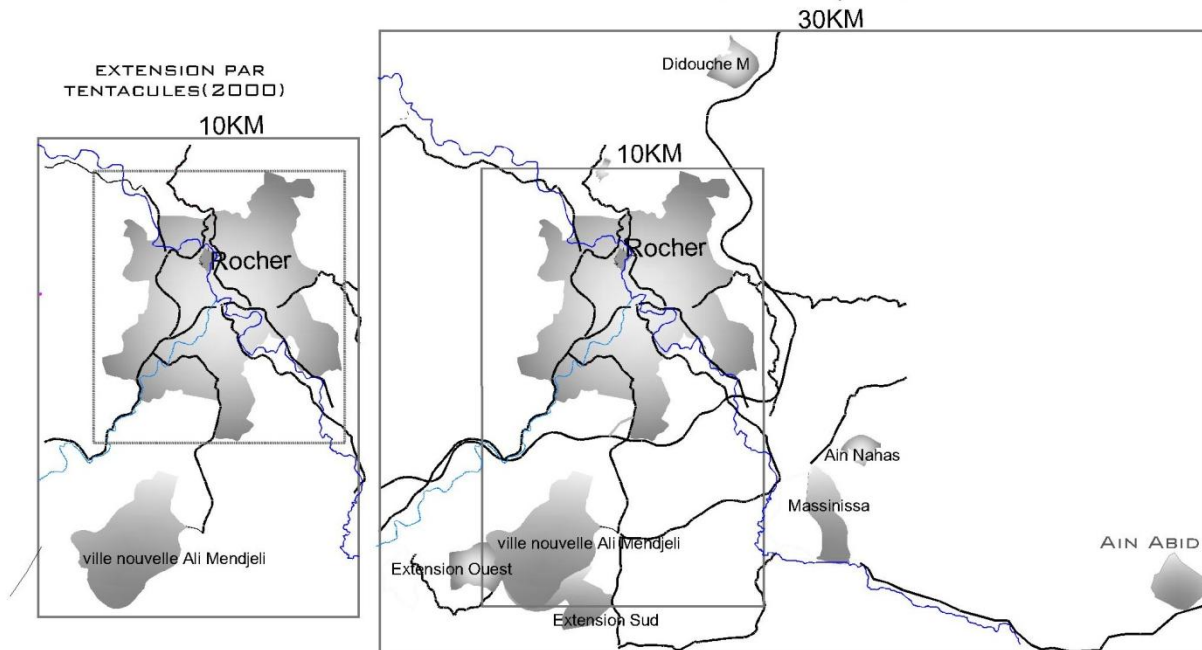 EXTENSION PAR
TENTACULES(2000)
10KM
Rocher
ville nouvelle Ali Mendjeli
30KM
Didouche M
10KM
Rocher
Ain Nahas
Massinissa
ville nouvelle Ali Mendjeli
Extension Ouest
Extension Sud
AIN ABID